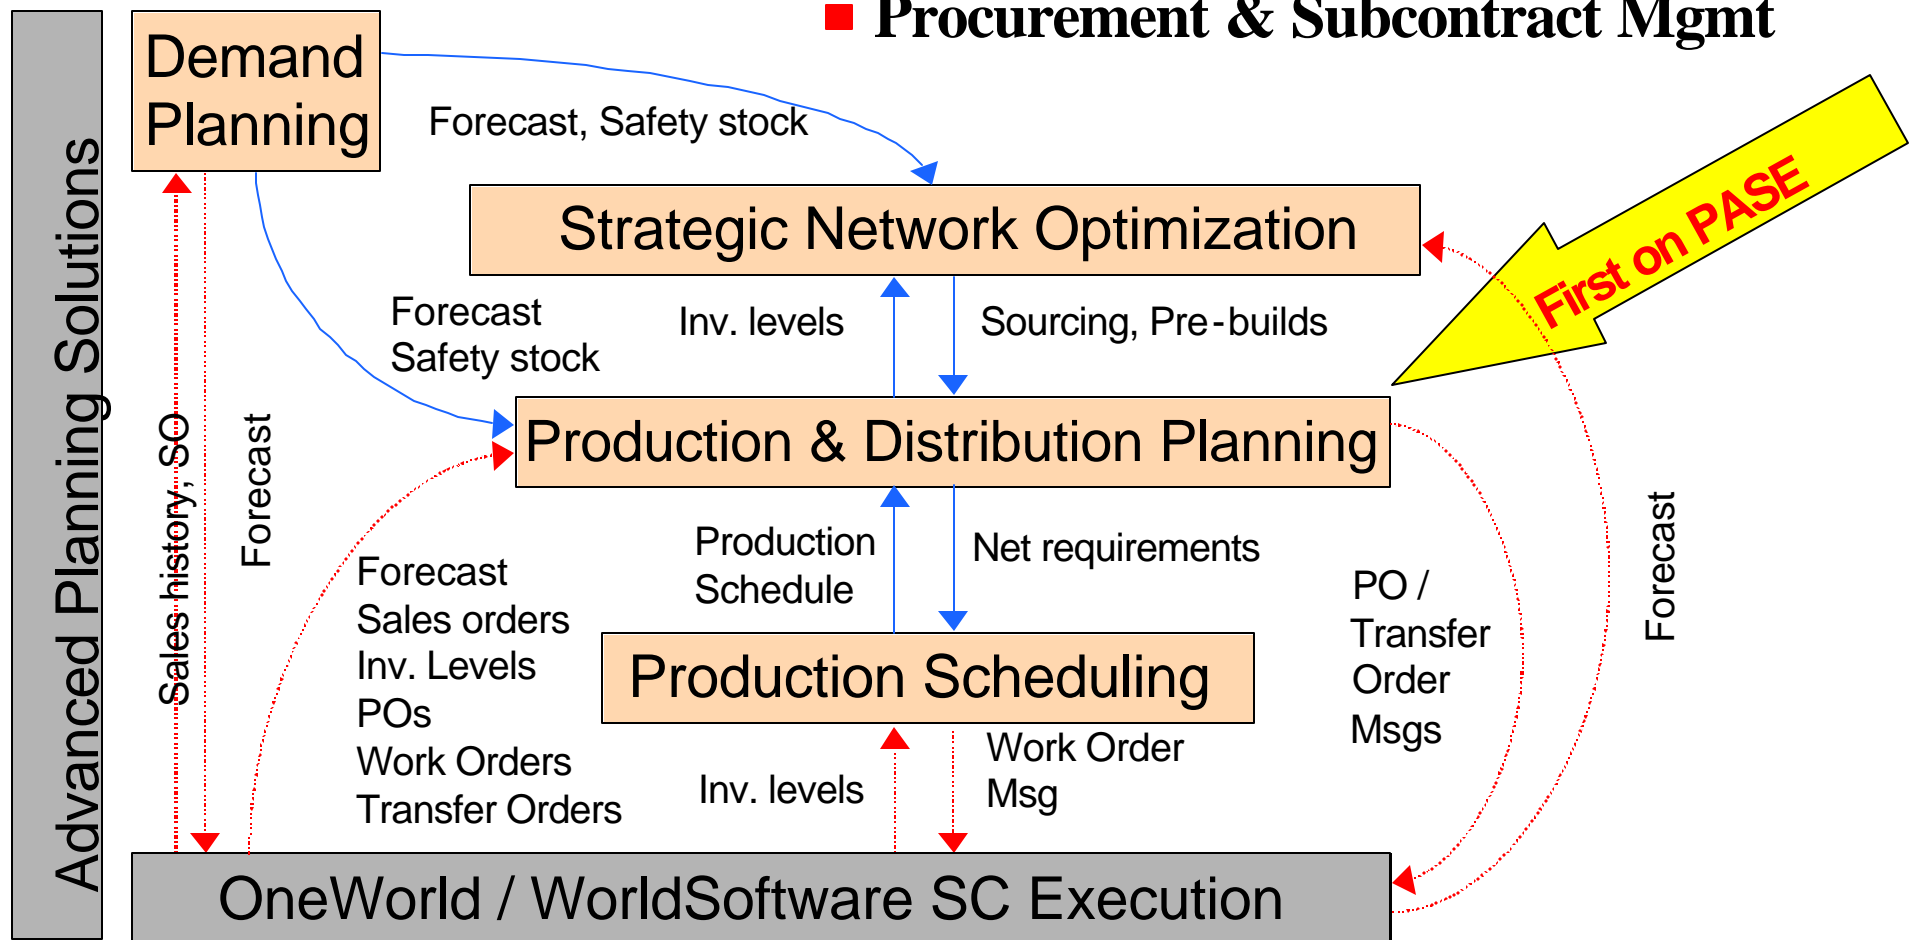 Procurement & Subcontract Mgmt
Demand
Planning
Forecast, Safety stock
Advanced Planning Solutions
First on PASE
Strategic Network Optimization
Forecast
Safety stock
Inv. levels
Sourcing, Pre-builds
Production & Distribution Planning
Sales history, SO
Forecast
Production
Schedule
Net requirements
Forecast
Sales orders
Inv. Levels
POs
Work Orders
Transfer Orders
PO /
Transfer
Order
Msgs
Forecast
Production Scheduling
Inv. levels
Work Order
Msg
OneWorld / WorldSoftware SC Execution